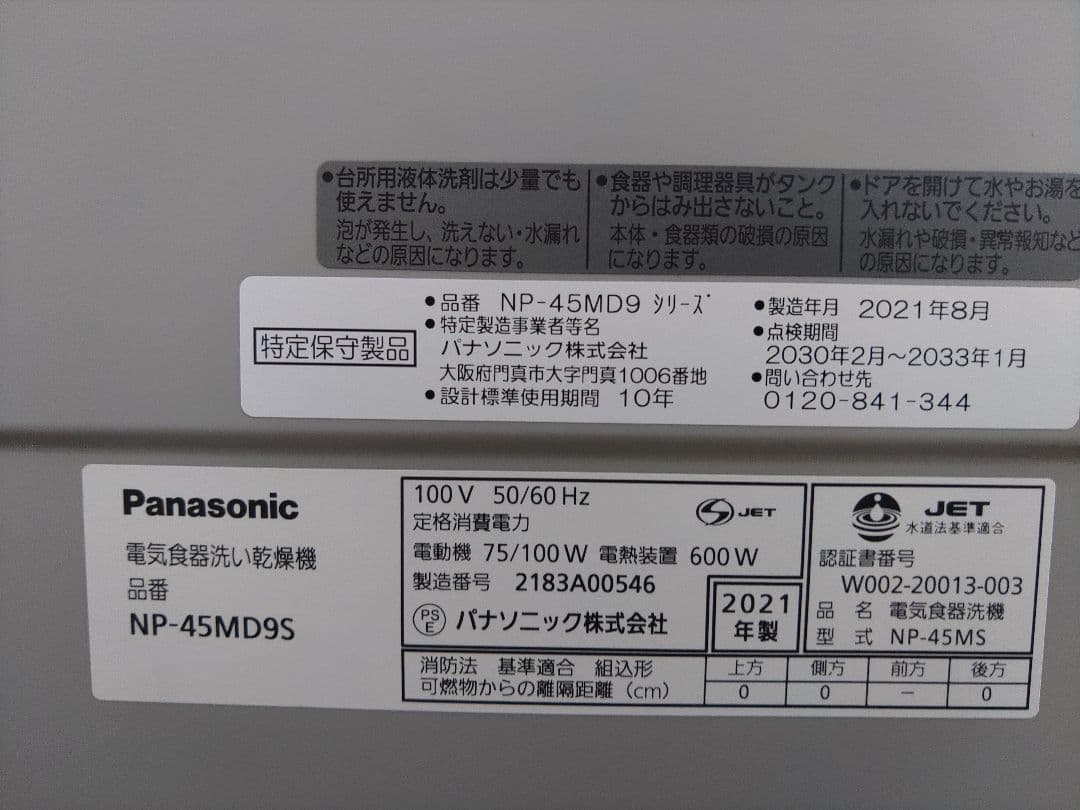 ●台所用液体洗剤は少量でも
使えません。
泡が発生し、洗えない・水漏れ
などの原因になります。
●食器や調理器具がタンク
からはみ出さないこと。
本体・食器類の破損の原因
になります。
●ドアを開けて水やお湯を
入れないでください。
水漏れや破損・異常報知など
の原因になります。
特定保守製品
●品番 NP-45MD9 シリーズ
●特定製造事業者等名
パナソニック株式会社
大阪府門真市大字門真1006番地
●設計標準使用期間 10年
●製造年月 2021年8月
●点検期間
2030年2月～2033年1月
●問い合わせ先
0120-841-344
Panasonic
電気食器洗い乾燥機
品番
NP-45MD9S
100V 50/60Hz
定格消費電力
電動機 75/100W 電熱装置 600W
製造番号 2183A00546
PS
E
パナソニック株式会社
JET
2021
年製
JET
水道法基準適合
認証書番号
W002-20013-003
品 名 電気食器洗機
型 式 NP-45MS
消防法 基準適合 組込形
可燃物からの離隔距離（cm）
上方 側方 前方 後方
0 0 － 0